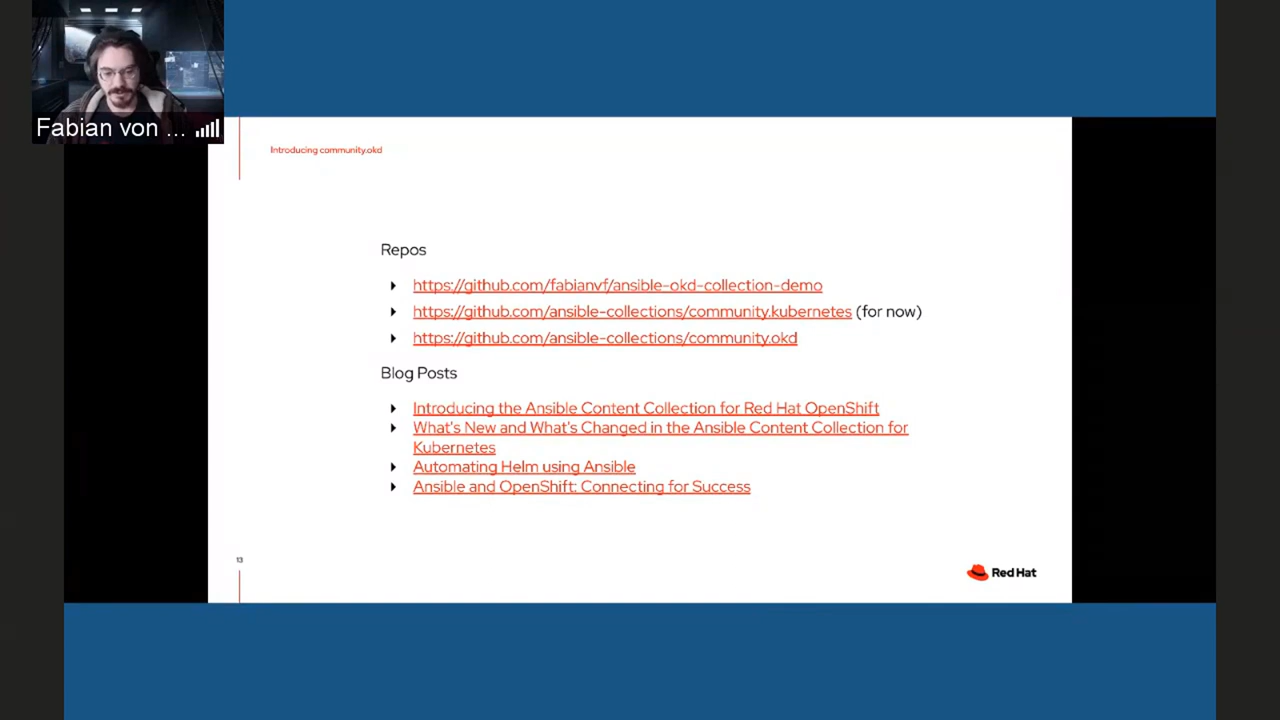 Fabian von ...
Introducing community.okd
Repos
https://github.com/fabianvf/ansible-okd-collection-demo
https://github.com/ansible-collections/community.kubernetes (for now)
https://github.com/ansible-collections/community.okd
Blog Posts
Introducing the Ansible Content Collection for Red Hat OpenShift
What's New and What's Changed in the Ansible Content Collection for
Kubernetes
Automating Helm using Ansible
Ansible and OpenShift: Connecting for Success
13
Red Hat